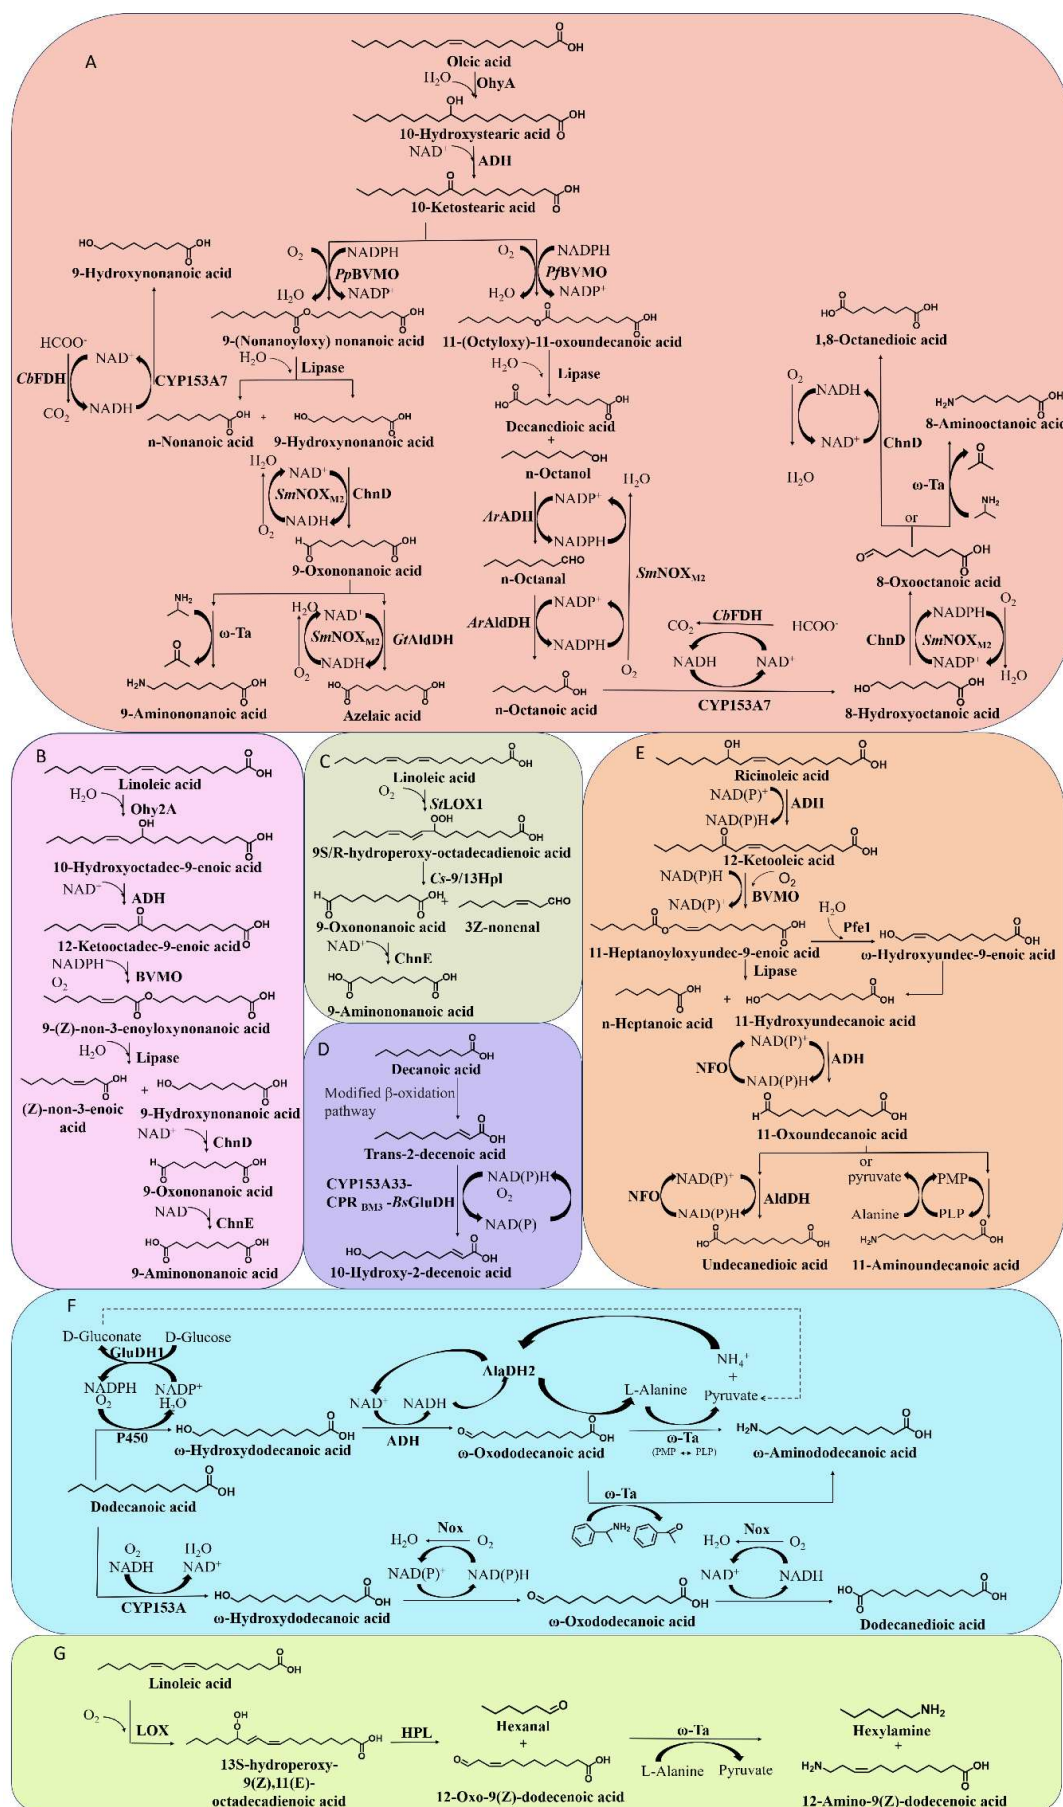 A
Oleic acid
H₂O
OhyA
10-Hydroxystearic acid
NAD⁺
ADH
10-Ketostearic acid
O₂
NADPH
PpBVMO
H₂O
NADP⁺
O₂
NADPH
PfBVMO
H₂O
NADP⁺
9-Hydroxynonanoic acid
HCOO⁻
NAD⁺
CbFDH
CYP153A7
CO₂
NADH
9-(Nonanoyloxy) nonanoic acid
H₂O
Lipase
n-Nonanoic acid
+
9-Hydroxynonanoic acid
H₂O
NAD⁺
SmNOXM2
ChnD
NADH
O₂
9-Oxononanoic acid
ω-Ta
H₂O
NAD⁺
SmNOXM2
GtAldDH
NADH
O₂
9-Aminononanoic acid
Azelaic acid
11-(Octyloxy)-11-oxoundecanoic acid
H₂O
Lipase
Decanedioic acid
+
n-Octanol
NADP⁺
H₂O
ArADH
NADPH
n-Octanal
SmNOXM2
NADP⁺
ArAldDH
NADPH
O₂
n-Octanoic acid
CbFDH
CO₂
HCOO⁻
NADH
NAD⁺
CYP153A7
8-Hydroxyoctanoic acid
NADPH
O₂
ChnD
SmNOXM2
NADP⁺
H₂O
8-Oxooctanoic acid
or
O₂
NADH
NAD⁺
ChnD
H₂O
ω-Ta
1,8-Octanedioic acid
8-Aminooctanoic acid
B
Linoleic acid
H₂O
Ohy2A
10-Hydroxyoctadec-9-enoic acid
NAD⁺
ADH
12-Ketooctadec-9-enoic acid
NADPH
BVMO
O₂
9-(Z)-non-3-enoyloxynonanoic acid
H₂O
Lipase
(Z)-non-3-enoic
acid
+
9-Hydroxynonanoic acid
NAD⁺
ChnD
9-Oxononanoic acid
NAD
ChnE
9-Aminononanoic acid
C
Linoleic acid
O₂
StLOX1
9S/R-hydroperoxy-octadecadienoic acid
Cs-9/13Hpl
9-Oxononanoic acid
+
3Z-nonenal
NAD⁺
ChnE
9-Aminononanoic acid
D
Decanoic acid
Modified β-oxidation
pathway
Trans-2-decenoic acid
CYP153A33-
CPR BM3 -BsGluDH
NAD(P)H
O₂
NAD(P)
10-Hydroxy-2-decenoic acid
E
Ricinoleic acid
NAD(P)⁺
ADH
NAD(P)H
12-Ketooleic acid
NAD(P)H
O₂
BVMO
NAD(P)⁺
11-Heptanoyloxyundec-9-enoic acid
H₂O
Pfe1
ω-Hydroxyundec-9-enoic acid
Lipase
n-Heptanoic acid
+
11-Hydroxyundecanoic acid
NAD(P)⁺
NFO
ADH
NAD(P)H
11-Oxoundecanoic acid
or
NAD(P)⁺
NFO
AldDH
NAD(P)H
pyruvate
PMP
Alanine
PLP
Undecanedioic acid
11-Aminoundecanoic acid
F
D-Gluconate
D-Glucose
GluDH1
NADPH
NADP⁺
O₂
H₂O
P450
ω-Hydroxydodecanoic acid
NAD⁺
NADH
ADH
AlaDH2
ω-Oxododecanoic acid
L-Alanine
NH₄⁺
+
Pyruvate
ω-Ta
(PMP ↔ PLP)
ω-Aminododecanoic acid
ω-Ta
Dodecanoic acid
O₂
H₂O
NADH
NAD⁺
CYP153A
ω-Hydroxydodecanoic acid
Nox
H₂O
O₂
NAD(P)⁺
NAD(P)H
ω-Oxododecanoic acid
Nox
H₂O
O₂
NAD⁺
NADH
Dodecanedioic acid
G
Linoleic acid
O₂
LOX
13S-hydroperoxy-
9(Z),11(E)-
octadecadienoic acid
HPL
Hexanal
+
12-Oxo-9(Z)-dodecenoic acid
ω-Ta
L-Alanine
Pyruvate
Hexylamine
+
12-Amino-9(Z)-dodecenoic acid